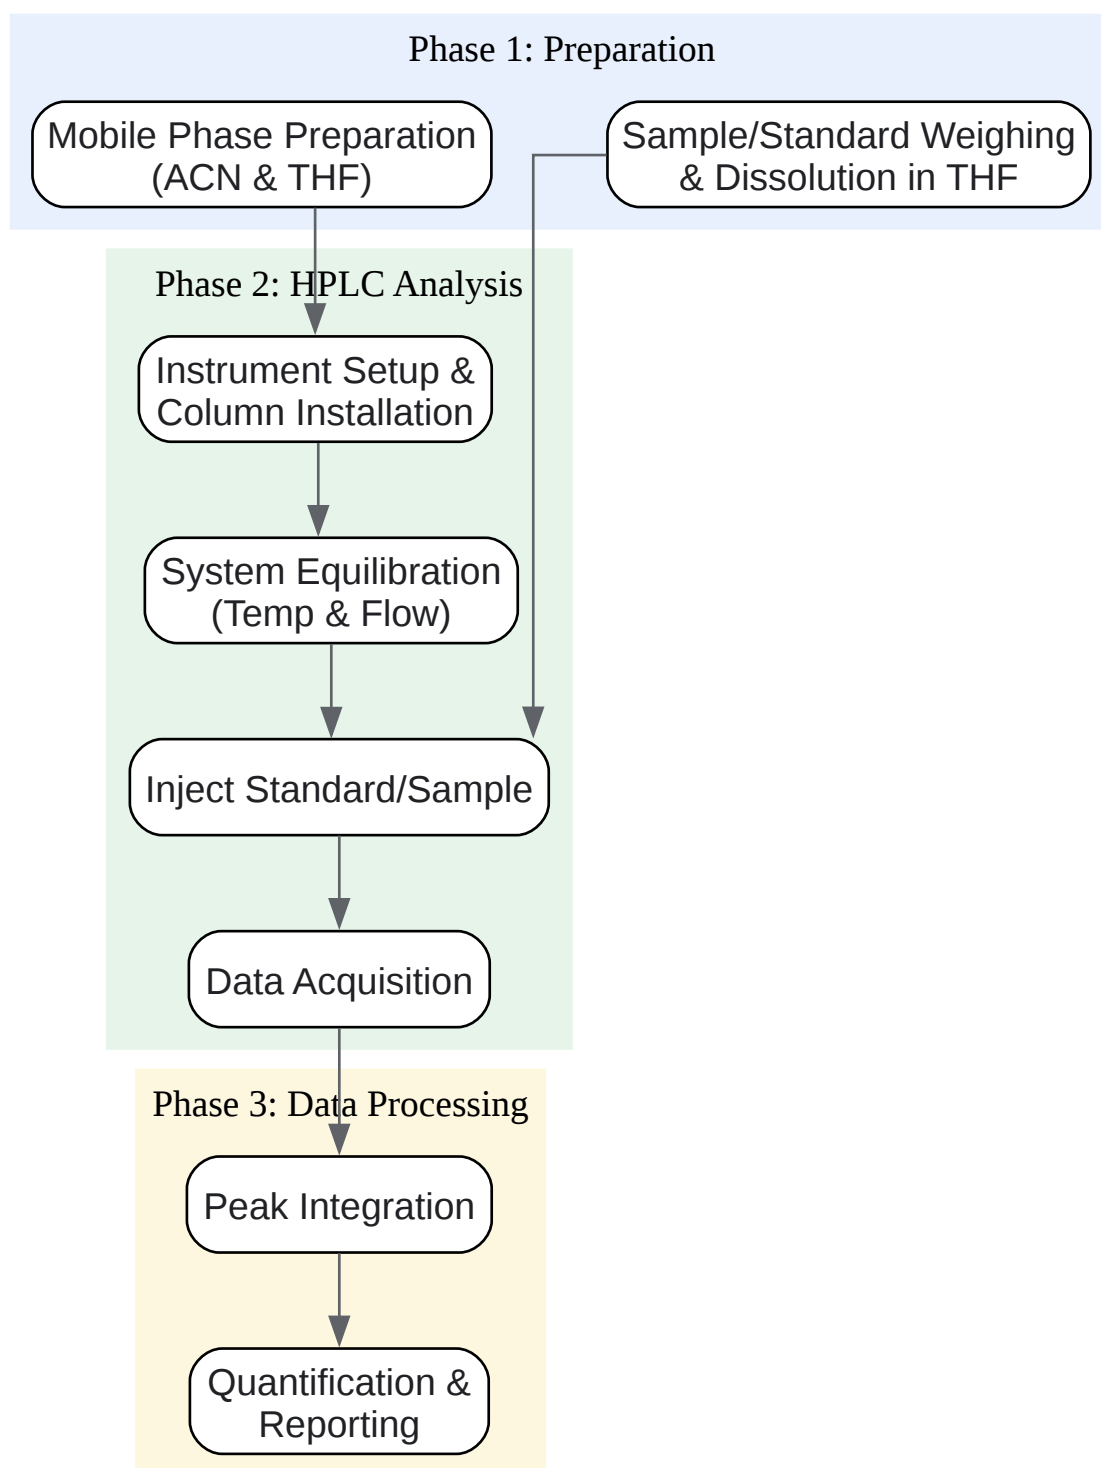 Phase 1: Preparation
Mobile Phase Preparation
(ACN & THF)
Sample/Standard Weighing
& Dissolution in THF
Phase 2: HPLC Analysis
Instrument Setup &
Column Installation
System Equilibration
(Temp & Flow)
Inject Standard/Sample
Data Acquisition
Phase 3: Data Processing
Peak Integration
Quantification &
Reporting